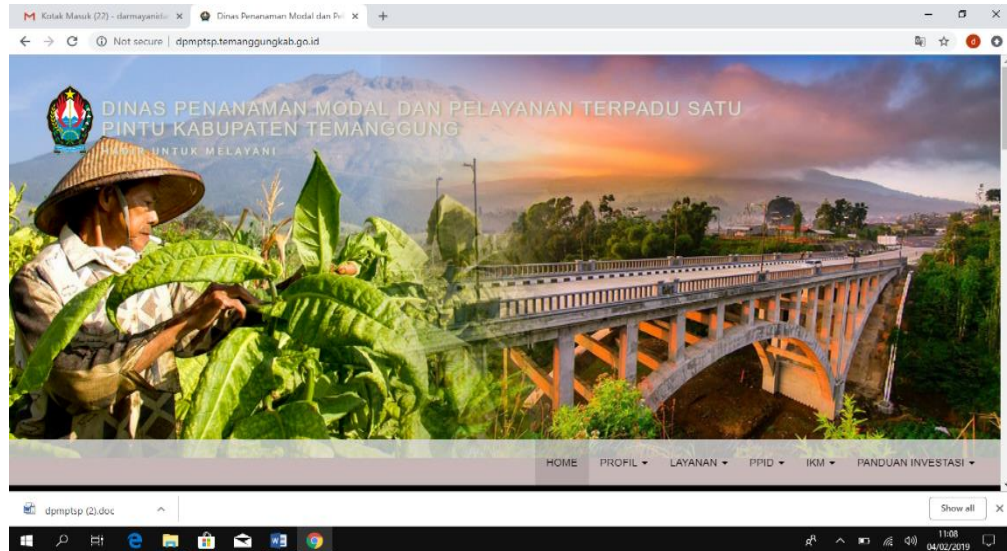 Kotak Masuk (22) - darmayanida
Dinas Penanaman Modal dan Pel
Not secure | dpmptsp.temanggungkab.go.id
DINAS PENANAMAN MODAL DAN PELAYANAN TERPADU SATU
PINTU KABUPATEN TEMANGGUNG
UNTUK MELAYANI
HOME PROFIL LAYANAN PPID IKM PANDUAN INVESTASI
dpmptsp (2).doc
Show all
11:08
04/02/2019